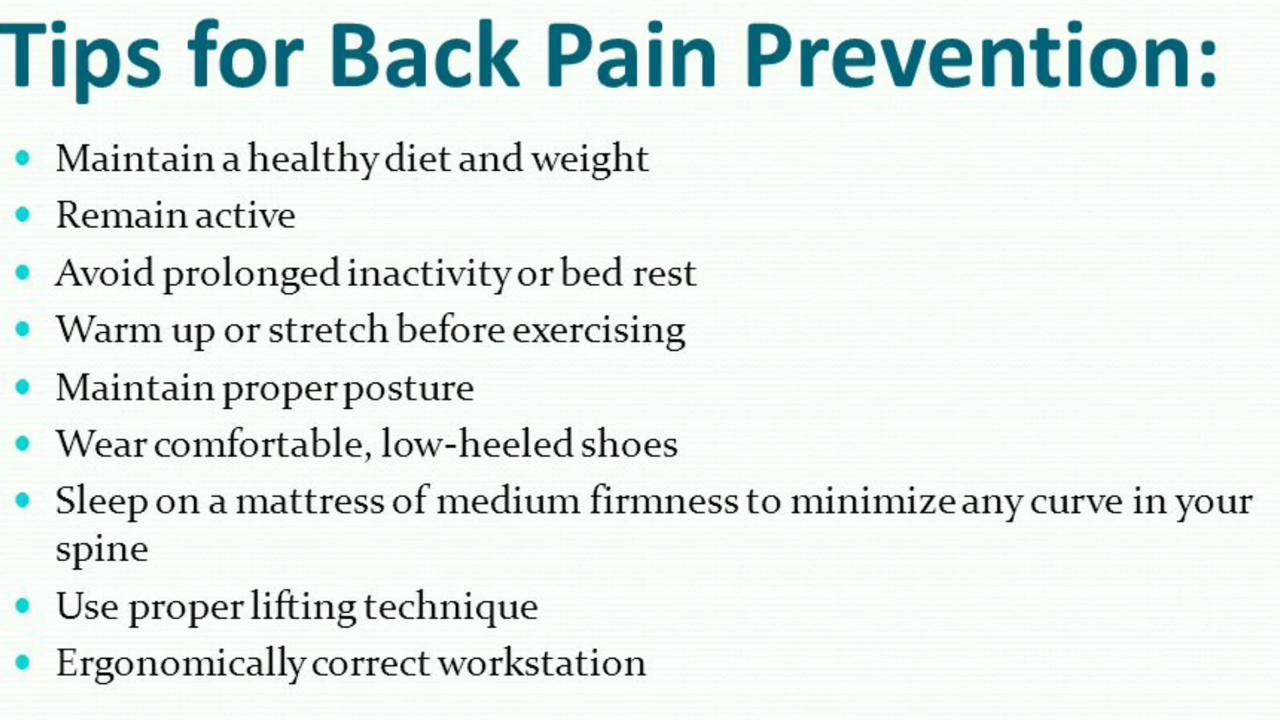 Tips for Back Pain Prevention:
• Maintain a healthy diet and weight
• Remain active
• Avoid prolonged inactivity or bed rest
• Warm up or stretch before exercising
• Maintain proper posture
• Wear comfortable, low-heeled shoes
• Sleep on a mattress of medium firmness to minimize any curve in your
spine
• Use proper lifting technique
• Ergonomically correct workstation